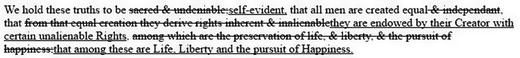 We hold these truths to be sacred & undeniable:self-evident, that all men are created equal & independant,
that from that equal creation they derive rights inherent & inalienablethey are endowed by their Creator with
certain unalienable Rights, among which are the preservation of life, & liberty, & the pursuit of
happiness:that among these are Life, Liberty and the pursuit of Happiness.